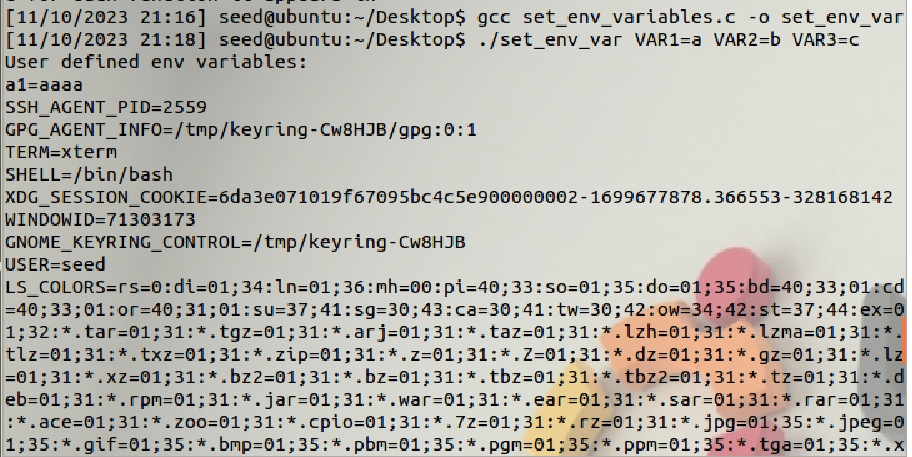 [11/10/2023 21:16] seed@ubuntu:~/Desktop$ gcc set_env_variables.c -o set_env_var
[11/10/2023 21:18] seed@ubuntu:~/Desktop$ ./set_env_var VAR1=a VAR2=b VAR3=c
User defined env variables:
a1=aaaa
SSH_AGENT_PID=2559
GPG_AGENT_INFO=/tmp/keyring-Cw8HJB/gpg:0:1
TERM=xterm
SHELL=/bin/bash
XDG_SESSION_COOKIE=6da3e071019f67095bc4c5e900000002-1699677878.366553-328168142
WINDOWID=71303173
GNOME_KEYRING_CONTROL=/tmp/keyring-Cw8HJB
USER=seed
LS_COLORS=rs=0:di=01;34:ln=01;36:mh=00:pi=40;33:so=01;35:do=01;35:bd=40;33;01:cd
=40;33;01:or=40;31;01:su=37;41:sg=30;43:ca=30;41:tw=30;42:ow=34;42:st=37;44:ex=0
1;32:*.tar=01;31:*.tgz=01;31:*.arj=01;31:*.taz=01;31:*.lzh=01;31:*.lzma=01;31:*.
tlz=01;31:*.txz=01;31:*.zip=01;31:*.z=01;31:*.Z=01;31:*.dz=01;31:*.gz=01;31:*.lz
=01;31:*.xz=01;31:*.bz2=01;31:*.bz=01;31:*.tbz=01;31:*.tbz2=01;31:*.tz=01;31:*.d
eb=01;31:*.rpm=01;31:*.jar=01;31:*.war=01;31:*.ear=01;31:*.sar=01;31:*.rar=01;31
:*.ace=01;31:*.zoo=01;31:*.cpio=01;31:*.7z=01;31:*.rz=01;31:*.jpg=01;35:*.jpeg=0
1;35:*.gif=01;35:*.bmp=01;35:*.pbm=01;35:*.pgm=01;35:*.ppm=01;35:*.tga=01;35:*.x